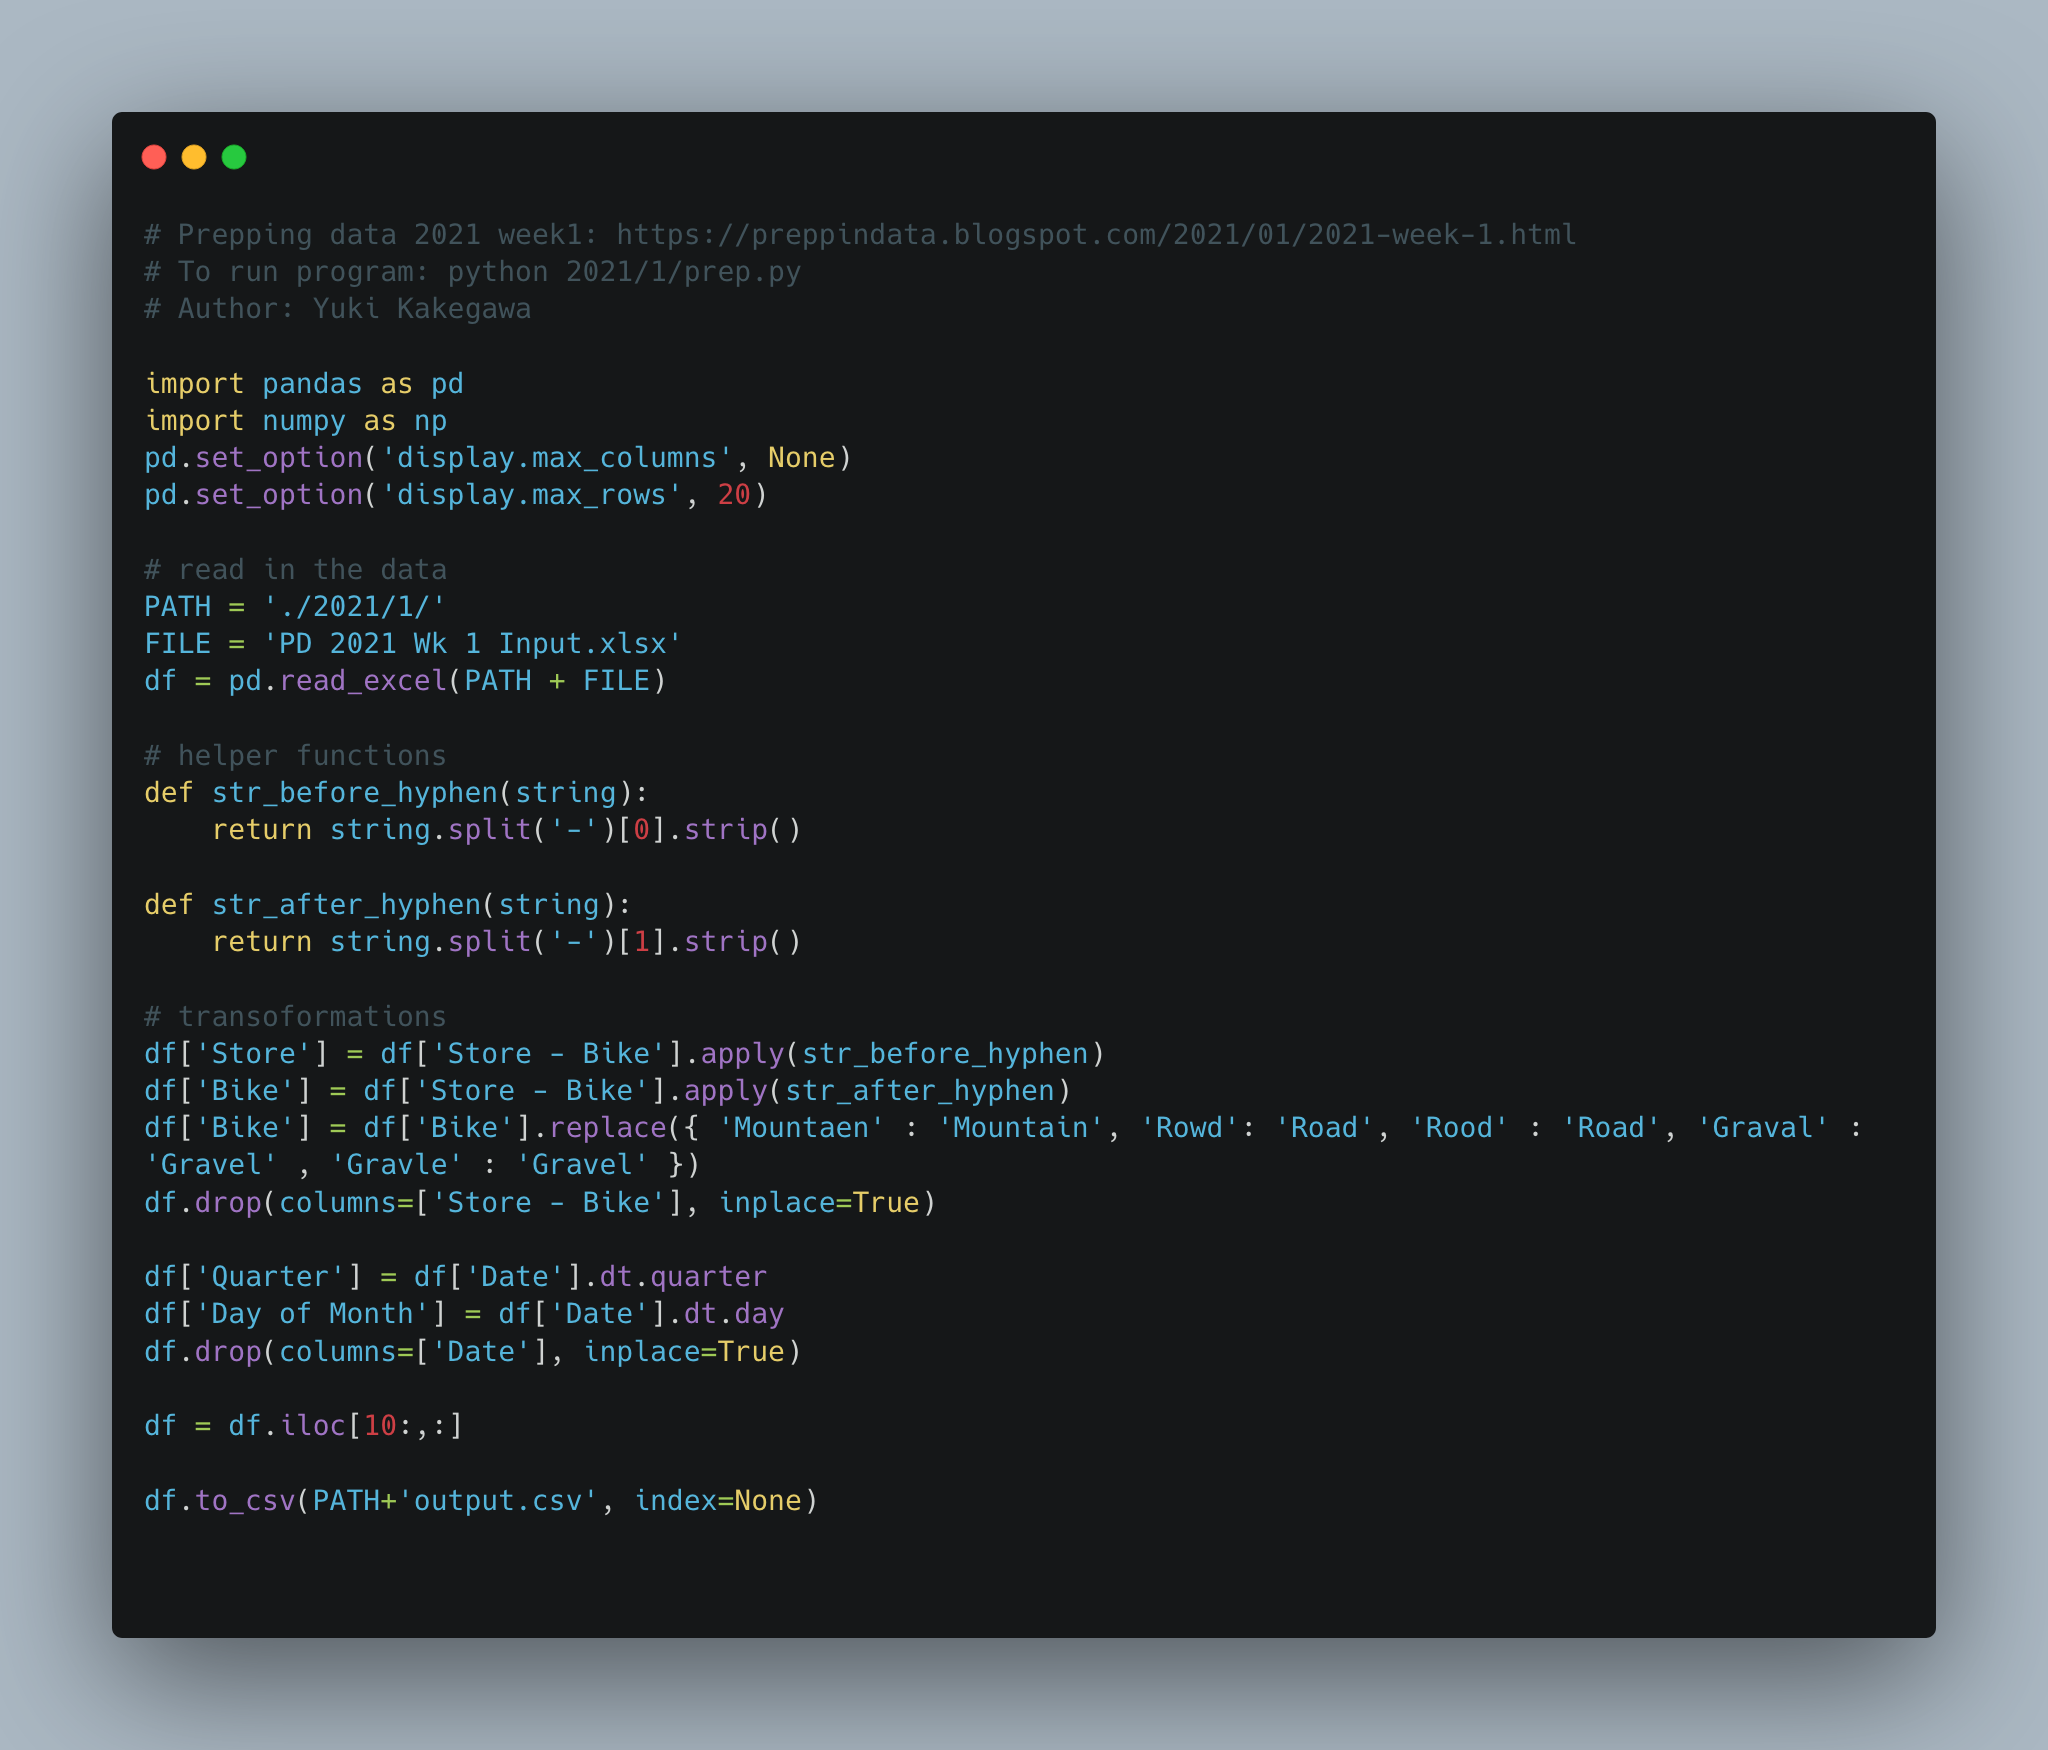 # Prepping data 2021 week1: https://preppindata.blogspot.com/2021/01/2021-week-1.html
# To run program: python 2021/1/prep.py
# Author: Yuki Kakegawa

import pandas as pd
import numpy as np
pd.set_option('display.max_columns', None)
pd.set_option('display.max_rows', 20)

# read in the data
PATH = './2021/1/'
FILE = 'PD 2021 Wk 1 Input.xlsx'
df = pd.read_excel(PATH + FILE)

# helper functions
def str_before_hyphen(string):
    return string.split('-')[0].strip()

def str_after_hyphen(string):
    return string.split('-')[1].strip()

# transoformations
df['Store'] = df['Store - Bike'].apply(str_before_hyphen)
df['Bike'] = df['Store - Bike'].apply(str_after_hyphen)
df['Bike'] = df['Bike'].replace({ 'Mountaen' : 'Mountain', 'Rowd': 'Road', 'Rood' : 'Road', 'Graval' :
'Gravel' , 'Gravle' : 'Gravel' })
df.drop(columns=['Store - Bike'], inplace=True)

df['Quarter'] = df['Date'].dt.quarter
df['Day of Month'] = df['Date'].dt.day
df.drop(columns=['Date'], inplace=True)

df = df.iloc[10:,:]

df.to_csv(PATH+'output.csv', index=None)